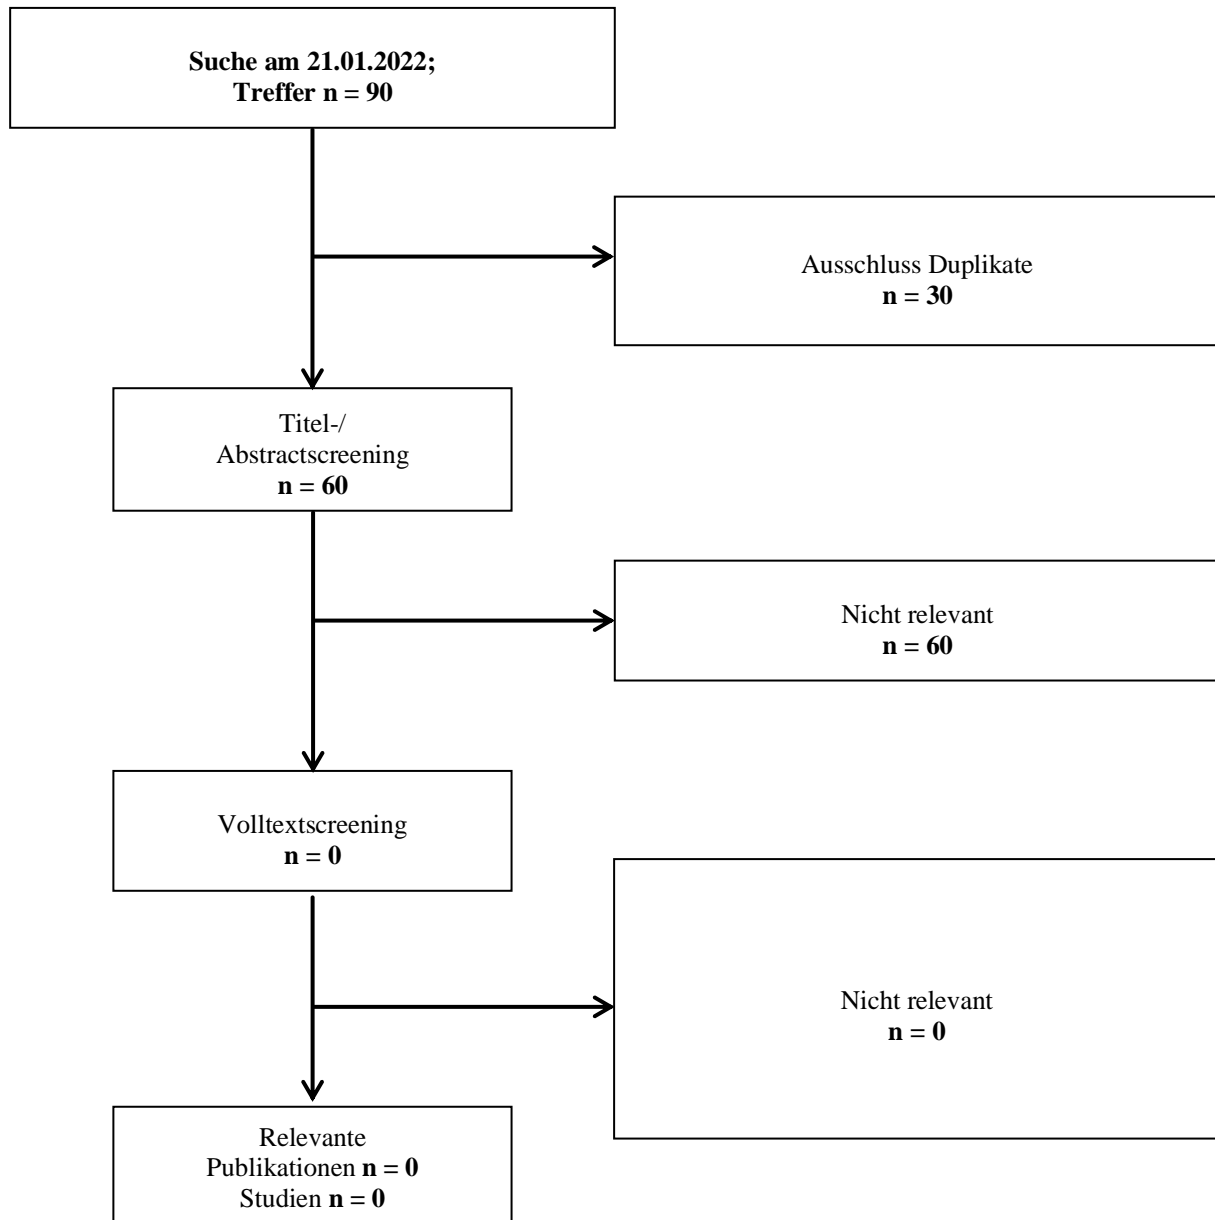 Suche am 21.01.2022;
Treffer n = 90
Ausschluss Duplikate
n = 30
Titel-/
Abstractscreening
n = 60
Nicht relevant
n = 60
Volltextscreening
n = 0
Nicht relevant
n = 0
Relevante
Publikationen n = 0
Studien n = 0